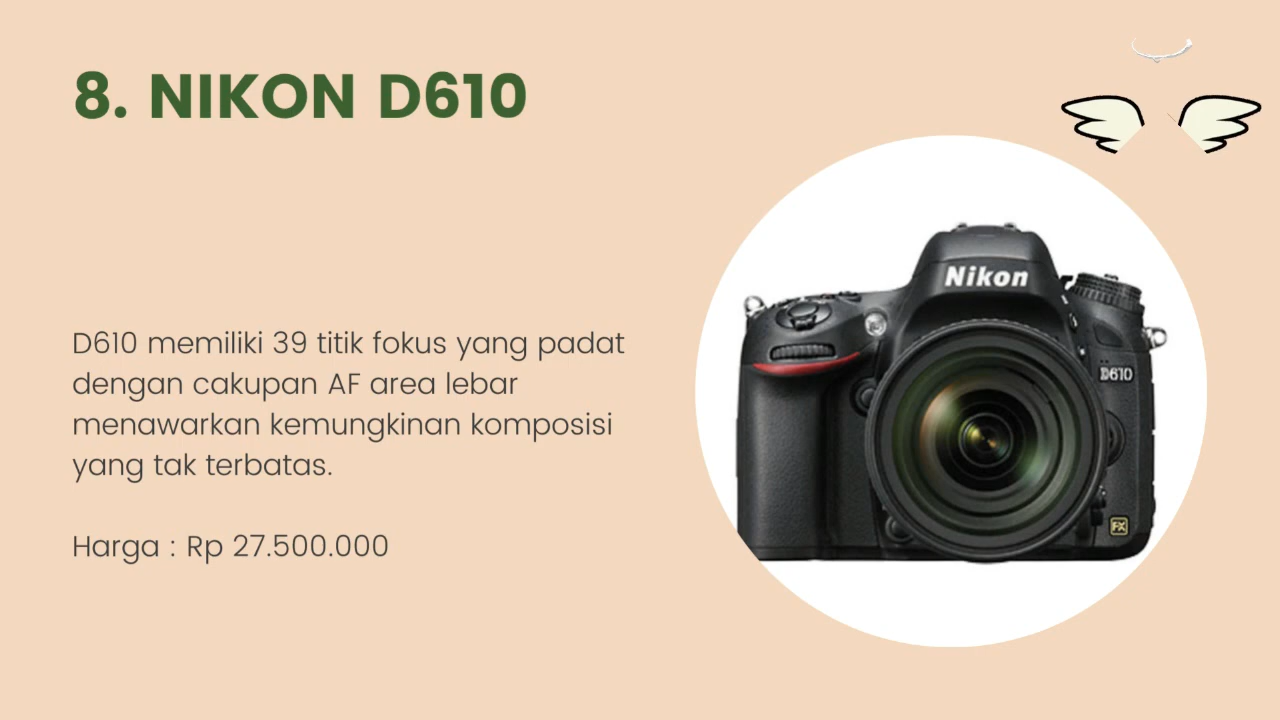 8. NIKON D610
D610 memiliki 39 titik fokus yang padat
dengan cakupan AF area lebar
menawarkan kemungkinan komposisi
yang tak terbatas.
Harga : Rp 27.500.000
Nikon
D610
FX